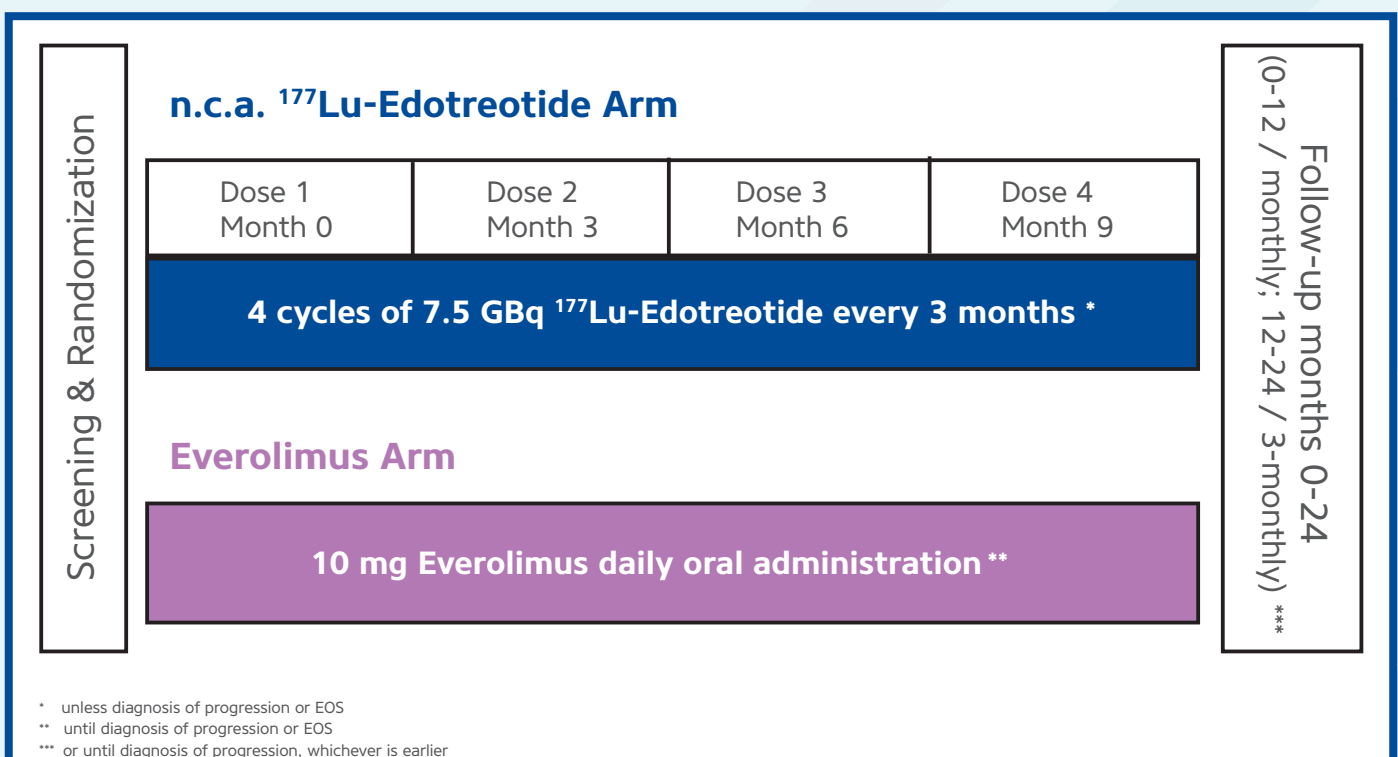 Screening & Randomization
n.c.a. ¹⁷⁷Lu-Edotreotide Arm
Dose 1
Month 0
Dose 2
Month 3
Dose 3
Month 6
Dose 4
Month 9
4 cycles of 7.5 GBq ¹⁷⁷Lu-Edotreotide every 3 months *
Everolimus Arm
10 mg Everolimus daily oral administration **
Follow-up months 0-24
(0-12 / monthly; 12-24 / 3-monthly) ***
* unless diagnosis of progression or EOS
** until diagnosis of progression or EOS
*** or until diagnosis of progression, whichever is earlier